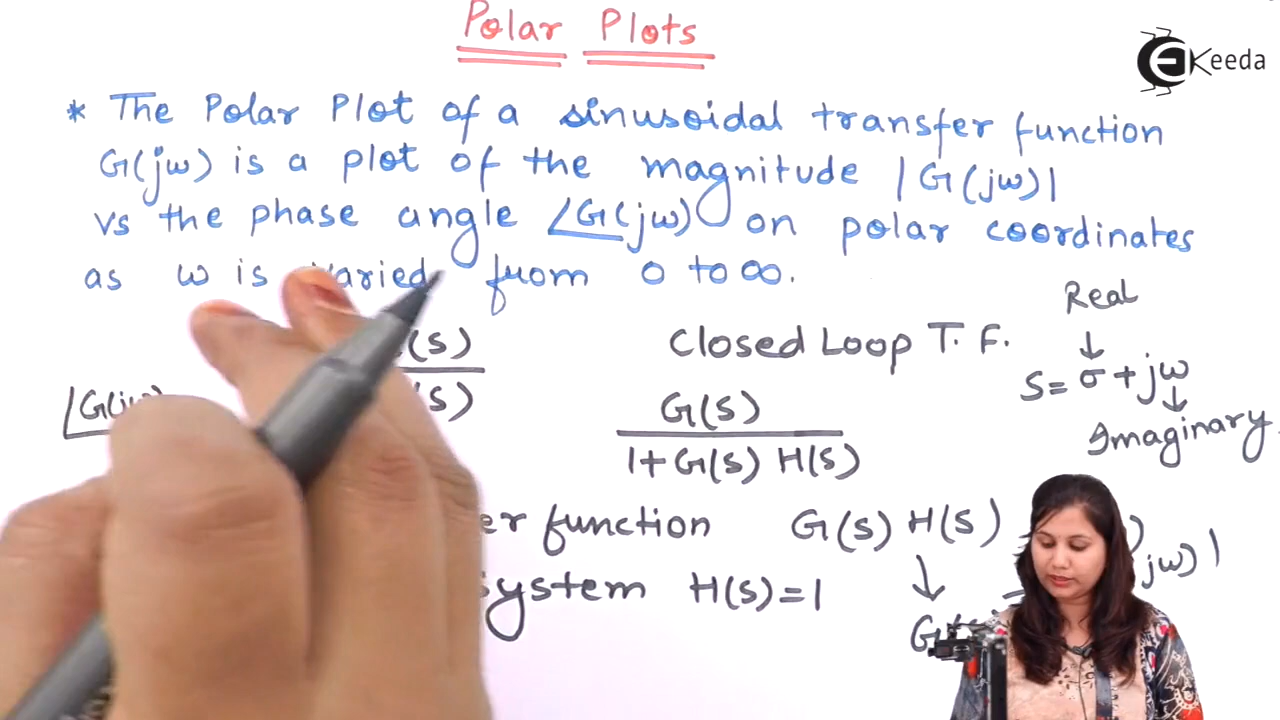 Polar Plots
Keeda
* The Polar Plot of a sinusoidal transfer function
G(jω) is a plot of the magnitude |G(jω)|
vs the phase angle ∠G(jω) on polar coordinates
as ω is varied from 0 to ∞.
Real
↓
Closed Loop T. F.
S= σ + jω
↓
Imaginary
(S)
(S)
∠G(jω)
G(S)
1+G(S) H(S)
function G(S) H(S)
↓
jω)|
system H(S)=1